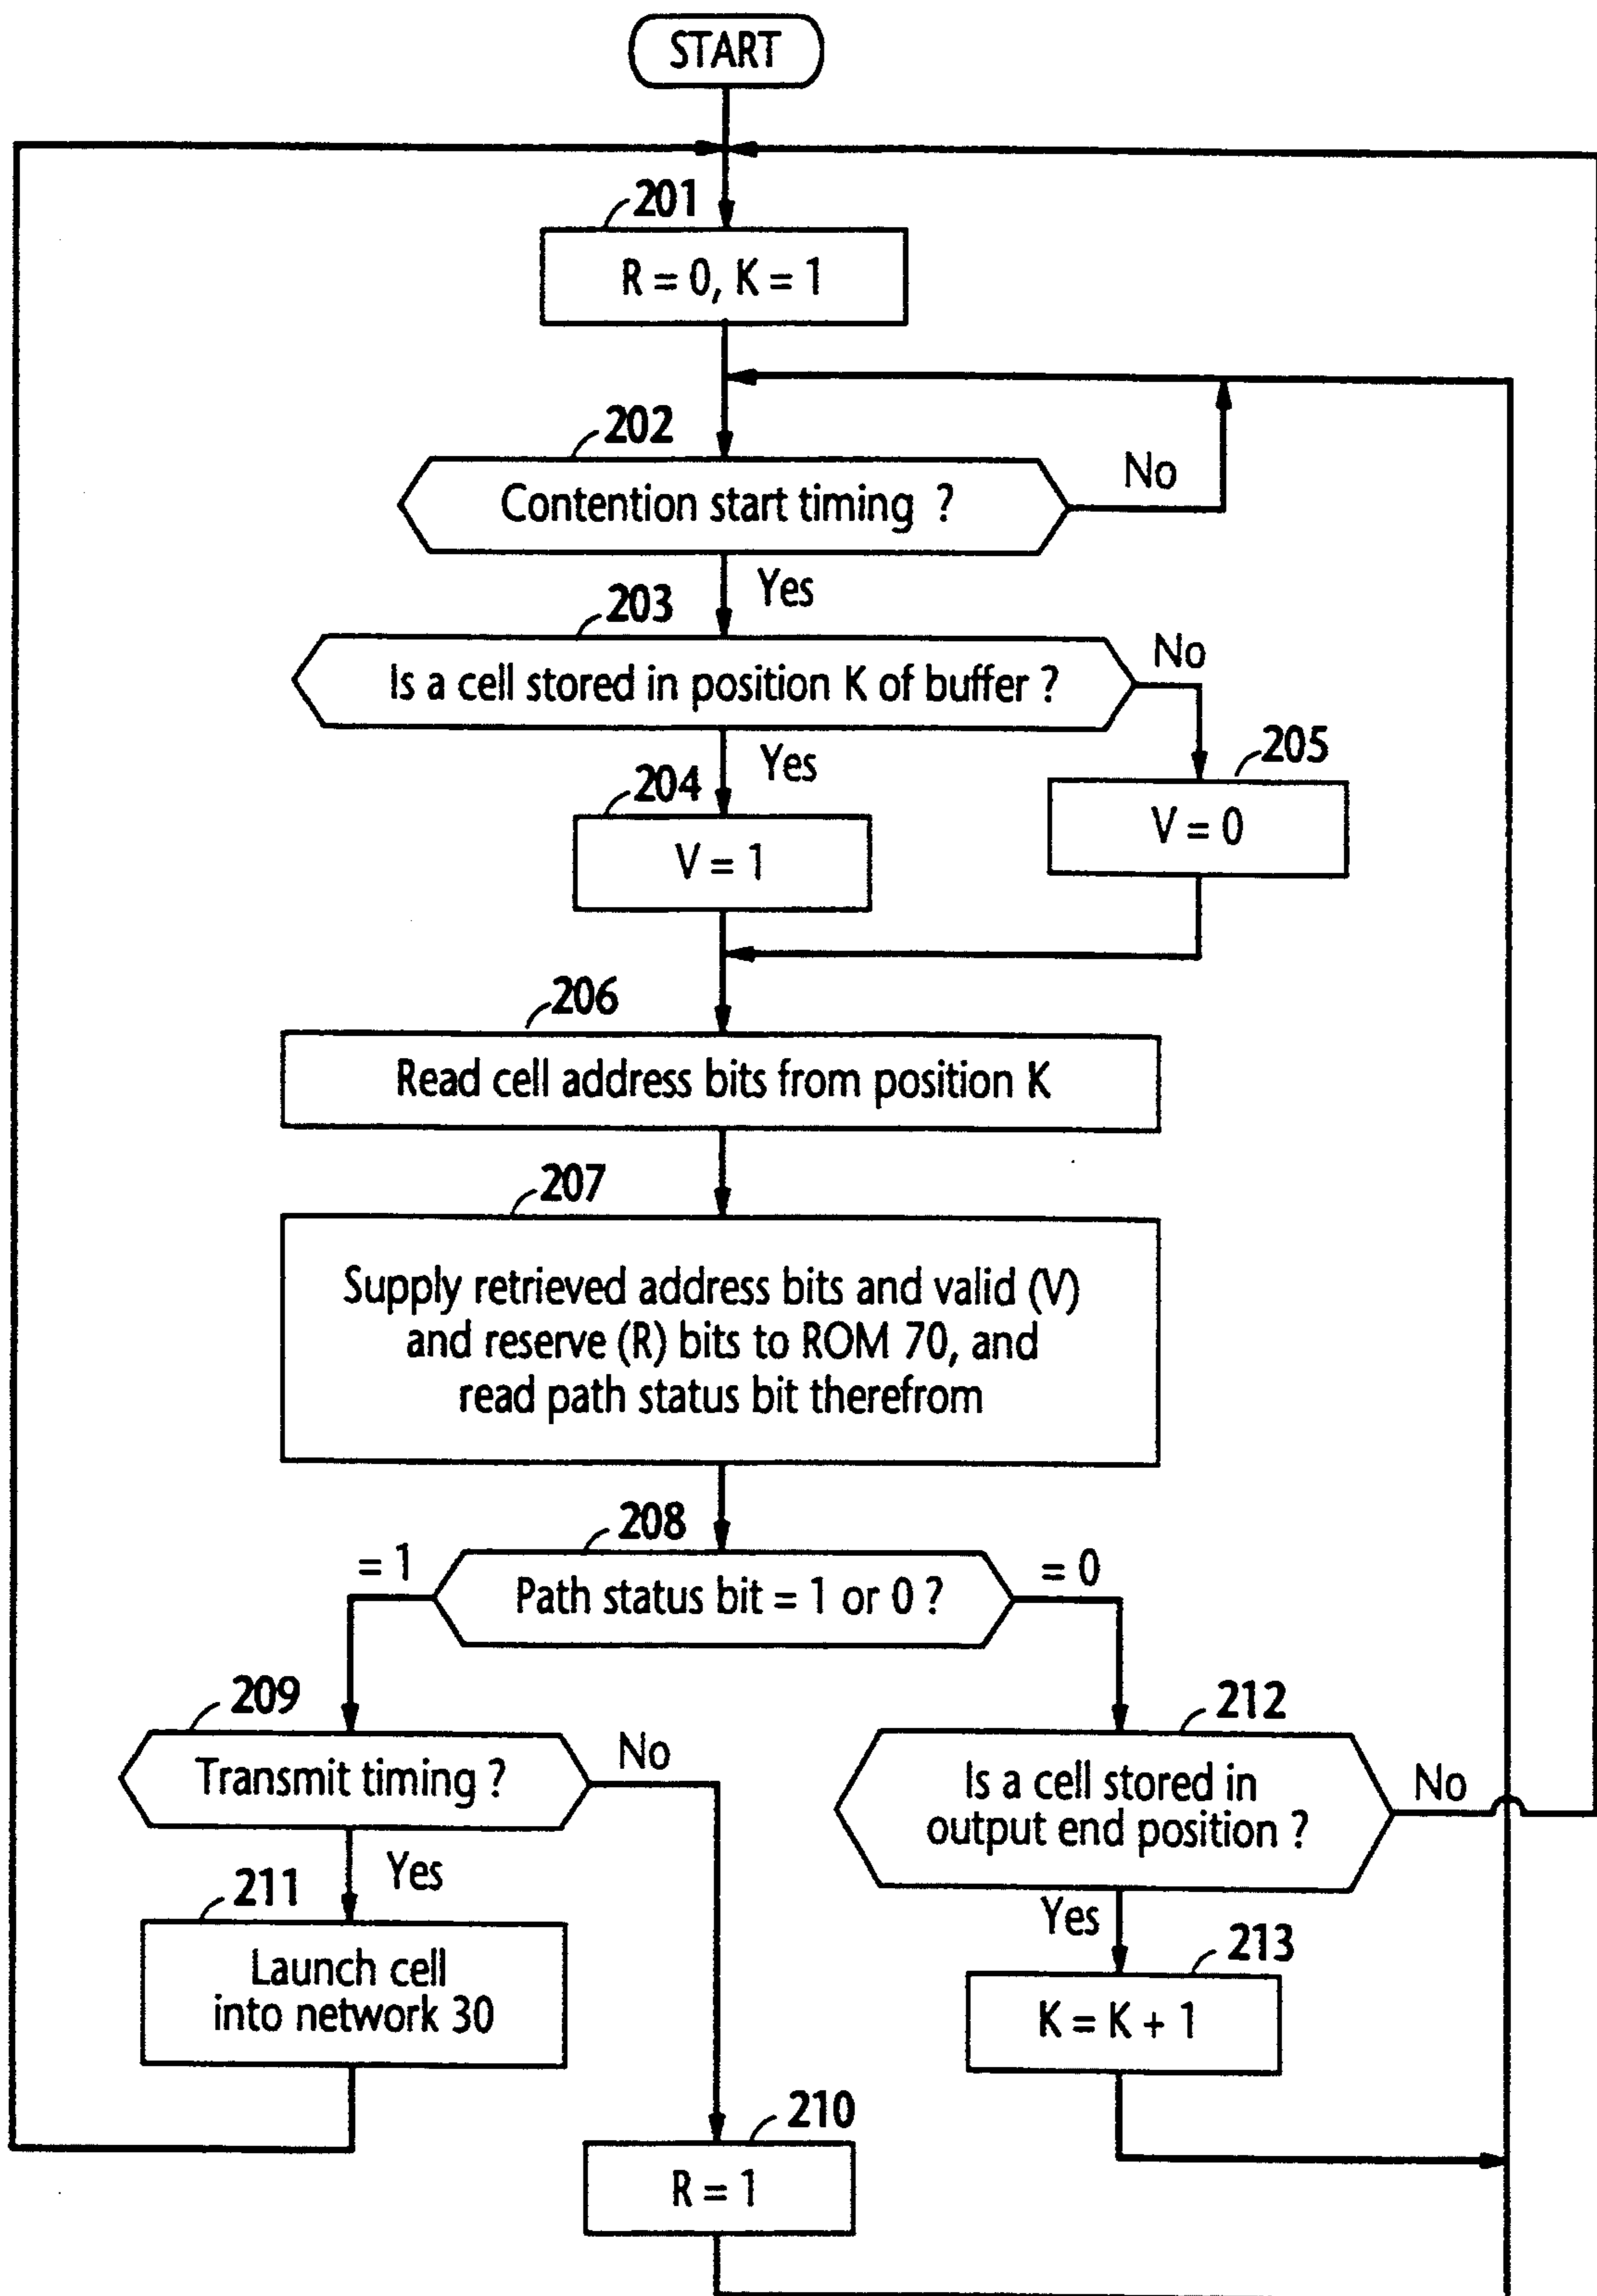 START
201
R = 0, K = 1
202
Contention start timing ?
No
Yes
203
Is a cell stored in position K of buffer ?
No
Yes
204
V = 1
205
V = 0
206
Read cell address bits from position K
207
Supply retrieved address bits and valid (V)
and reserve (R) bits to ROM 70, and
read path status bit therefrom
208
= 1
Path status bit = 1 or 0 ?
= 0
209
Transmit timing ?
No
Yes
212
Is a cell stored in
output end position ?
No
Yes
211
Launch cell
into network 30
213
K = K + 1
210
R = 1